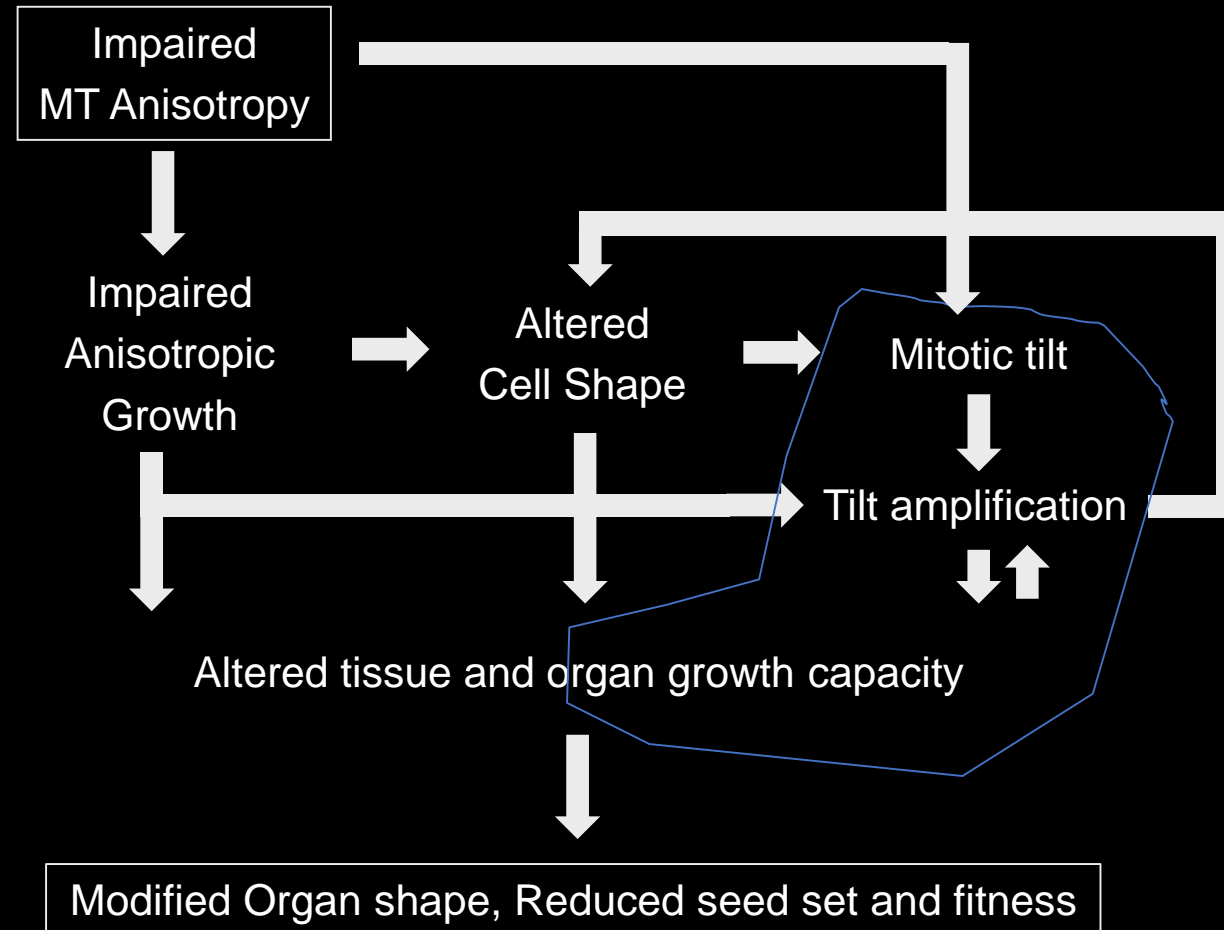 Impaired
MT Anisotropy
Impaired
Anisotropic
Growth
Altered
Cell Shape
Mitotic tilt
Tilt amplification
Altered tissue and organ growth capacity
Modified Organ shape, Reduced seed set and fitness